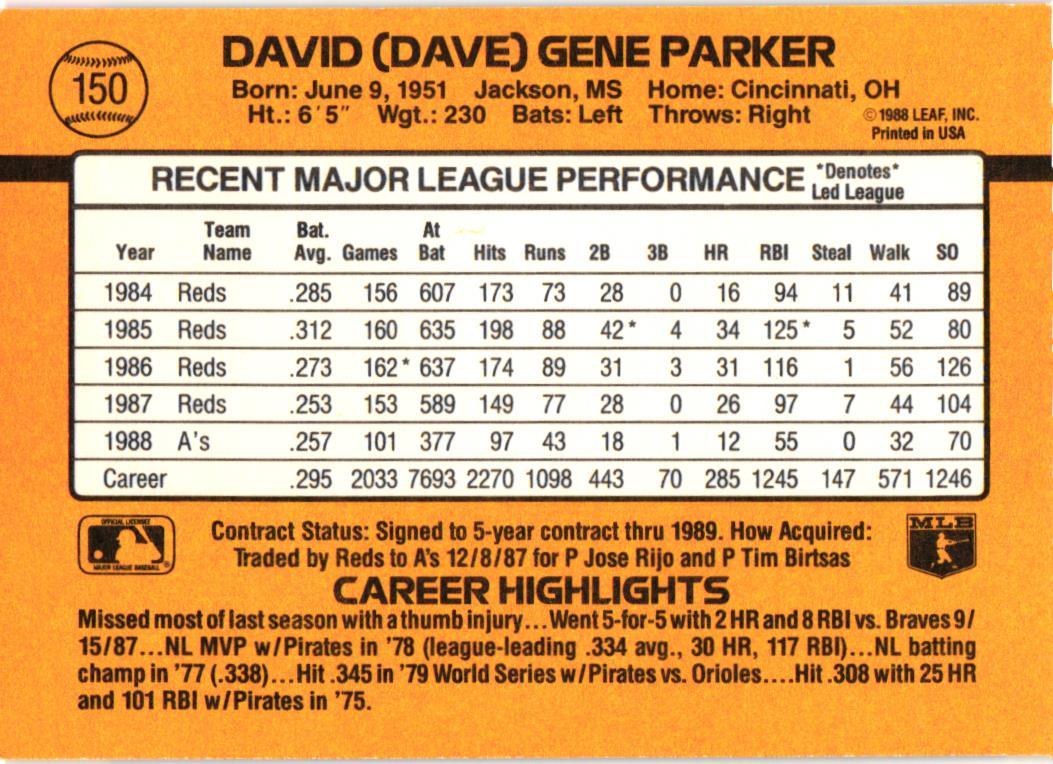 150
DAVID (DAVE) GENE PARKER
Born: June 9, 1951 Jackson, MS Home: Cincinnati, OH
Ht.: 6'5" Wgt.: 230 Bats: Left Throws: Right
© 1988 LEAF, INC.
Printed in USA
RECENT MAJOR LEAGUE PERFORMANCE *Denotes*
Led League
Year Team Name Bat. Avg. Games At Bat Hits Runs 2B 3B HR RBI Steal Walk SO
1984 Reds .285 156 607 173 73 28 0 16 94 11 41 89
1985 Reds .312 160 635 198 88 42* 4 34 125* 5 52 80
1986 Reds .273 162* 637 174 89 31 3 31 116 1 56 126
1987 Reds .253 153 589 149 77 28 0 26 97 7 44 104
1988 A's .257 101 377 97 43 18 1 12 55 0 32 70
Career .295 2033 7693 2270 1098 443 70 285 1245 147 571 1246
OFFICIAL LICENSEE
MAJOR LEAGUE BASEBALL
®
Contract Status: Signed to 5-year contract thru 1989. How Acquired:
Traded by Reds to A's 12/8/87 for P Jose Rijo and P Tim Birtsas
MLB
CAREER HIGHLIGHTS
Missed most of last season with a thumb injury...Went 5-for-5 with 2 HR and 8 RBI vs. Braves 9/
15/87...NL MVP w/Pirates in '78 (league-leading .334 avg., 30 HR, 117 RBI)...NL batting
champ in '77 (.338)...Hit .345 in '79 World Series w/Pirates vs. Orioles....Hit .308 with 25 HR
and 101 RBI w/Pirates in '75.